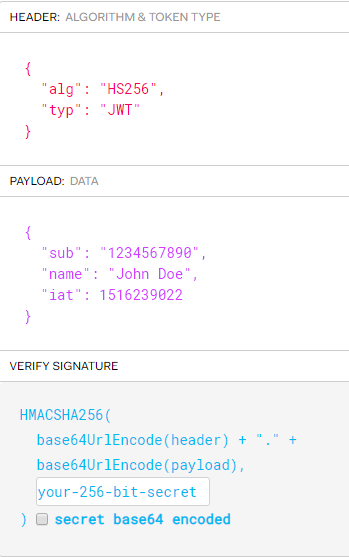 HEADER: ALGORITHM & TOKEN TYPE
{
"alg": "HS256",
"typ": "JWT"
}
PAYLOAD: DATA
{
"sub": "1234567890",
"name": "John Doe",
"iat": 1516239022
}
VERIFY SIGNATURE
HMACSHA256(
base64UrlEncode(header) + "." +
base64UrlEncode(payload),
your-256-bit-secret
) secret base64 encoded